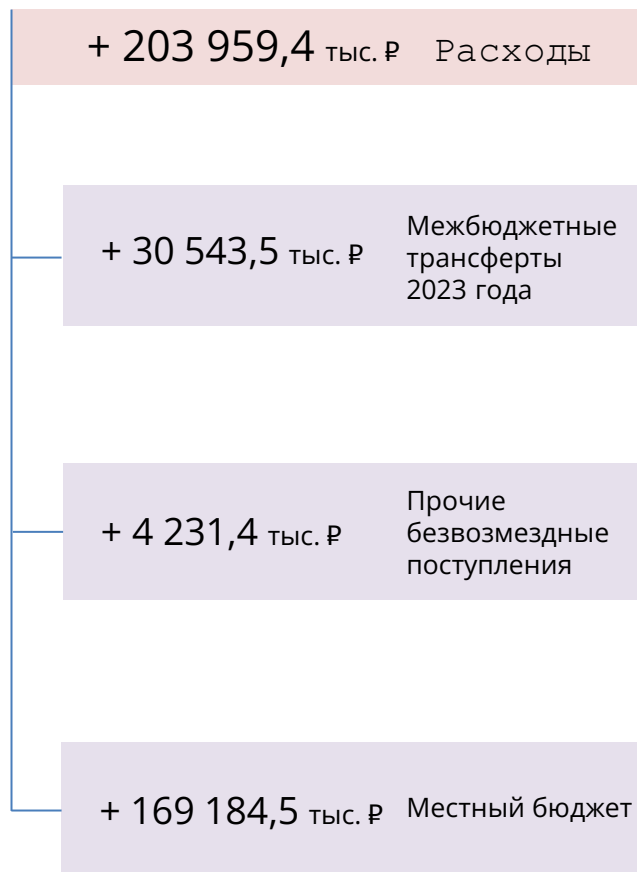 + 203 959,4 тыс. ₽ Расходы
+ 30 543,5 тыс. ₽
Межбюджетные
трансферты
2023 года
+ 4 231,4 тыс. ₽
Прочие
безвозмездные
поступления
+ 169 184,5 тыс. ₽ Местный бюджет